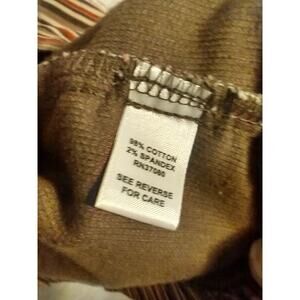 98% COTTON
2% SPANDEX
RN37080
SEE REVERSE
FOR CARE